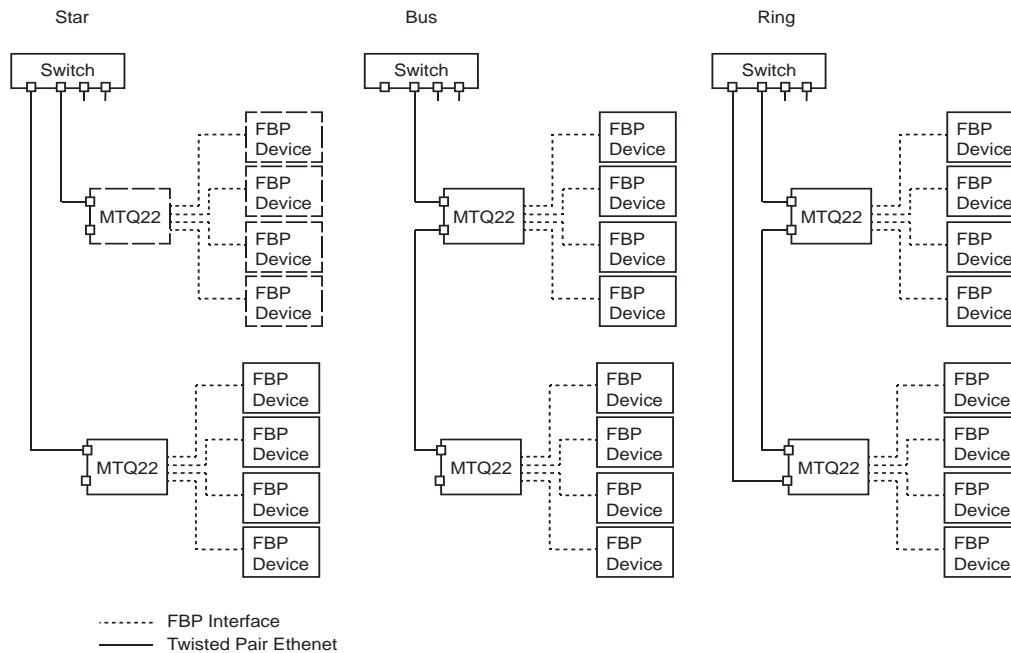 Star
Bus
Ring
Switch
Switch
Switch
FBP
Device
FBP
Device
FBP
Device
FBP
Device
MTQ22
FBP
Device
FBP
Device
FBP
Device
FBP
Device
MTQ22
FBP
Device
FBP
Device
FBP
Device
FBP
Device
MTQ22
FBP
Device
FBP
Device
FBP
Device
FBP
Device
MTQ22
FBP
Device
FBP
Device
FBP
Device
FBP
Device
MTQ22
FBP
Device
FBP
Device
FBP
Device
FBP
Device
MTQ22
FBP Interface
Twisted Pair Ethenet